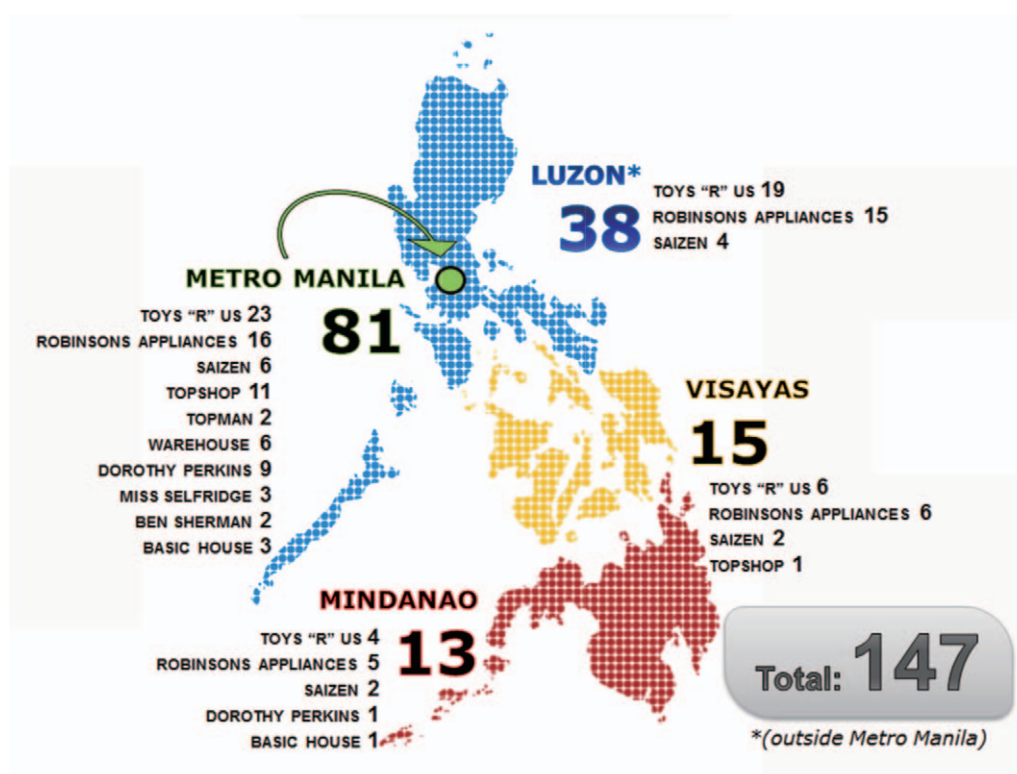 LUZON*
38
TOYS “R” US 19
ROBINSONS APPLIANCES 15
SAIZEN 4
METRO MANILA
81
TOYS “R” US 23
ROBINSONS APPLIANCES 16
SAIZEN 6
TOPSHOP 11
TOPMAN 2
WAREHOUSE 6
DOROTHY PERKINS 9
MISS SELFRIDGE 3
BEN SHERMAN 2
BASIC HOUSE 3
VISAYAS
15
TOYS “R” US 6
ROBINSONS APPLIANCES 6
SAIZEN 2
TOPSHOP 1
MINDANAO
13
TOYS “R” US 4
ROBINSONS APPLIANCES 5
SAIZEN 2
DOROTHY PERKINS 1
BASIC HOUSE 1
Total: 147
*(outside Metro Manila)